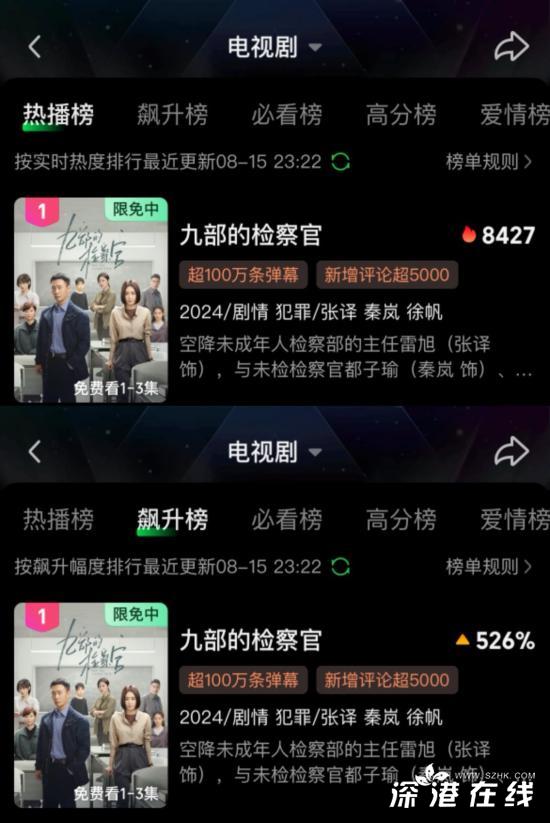 电视剧
热播榜 飙升榜 必看榜 高分榜 爱情榜
按实时热度排行最近更新08-15 23:22 榜单规则
1 限免中
九部的检察官
九部的检察官 8427
超100万条弹幕 新增评论超5000
2024/剧情 犯罪/张译 秦岚 徐帆
空降未成年人检察部的主任雷旭（张译
饰），与未检检察官都子瑜（秦岚 饰）、...
免费看1-3集
电视剧
热播榜 飙升榜 必看榜 高分榜 爱情榜
按飙升幅度排行最近更新08-15 23:22 榜单规则
1 限免中
九部的检察官
九部的检察官 526%
超100万条弹幕 新增评论超5000
2024/剧情 犯罪/张译 秦岚 徐帆
空降未成年人检察部的主任雷旭（张译
饰），与未检检察官都子瑜（秦岚 饰）
免费看1-3集
WWW.SZHK.COM
深港在线